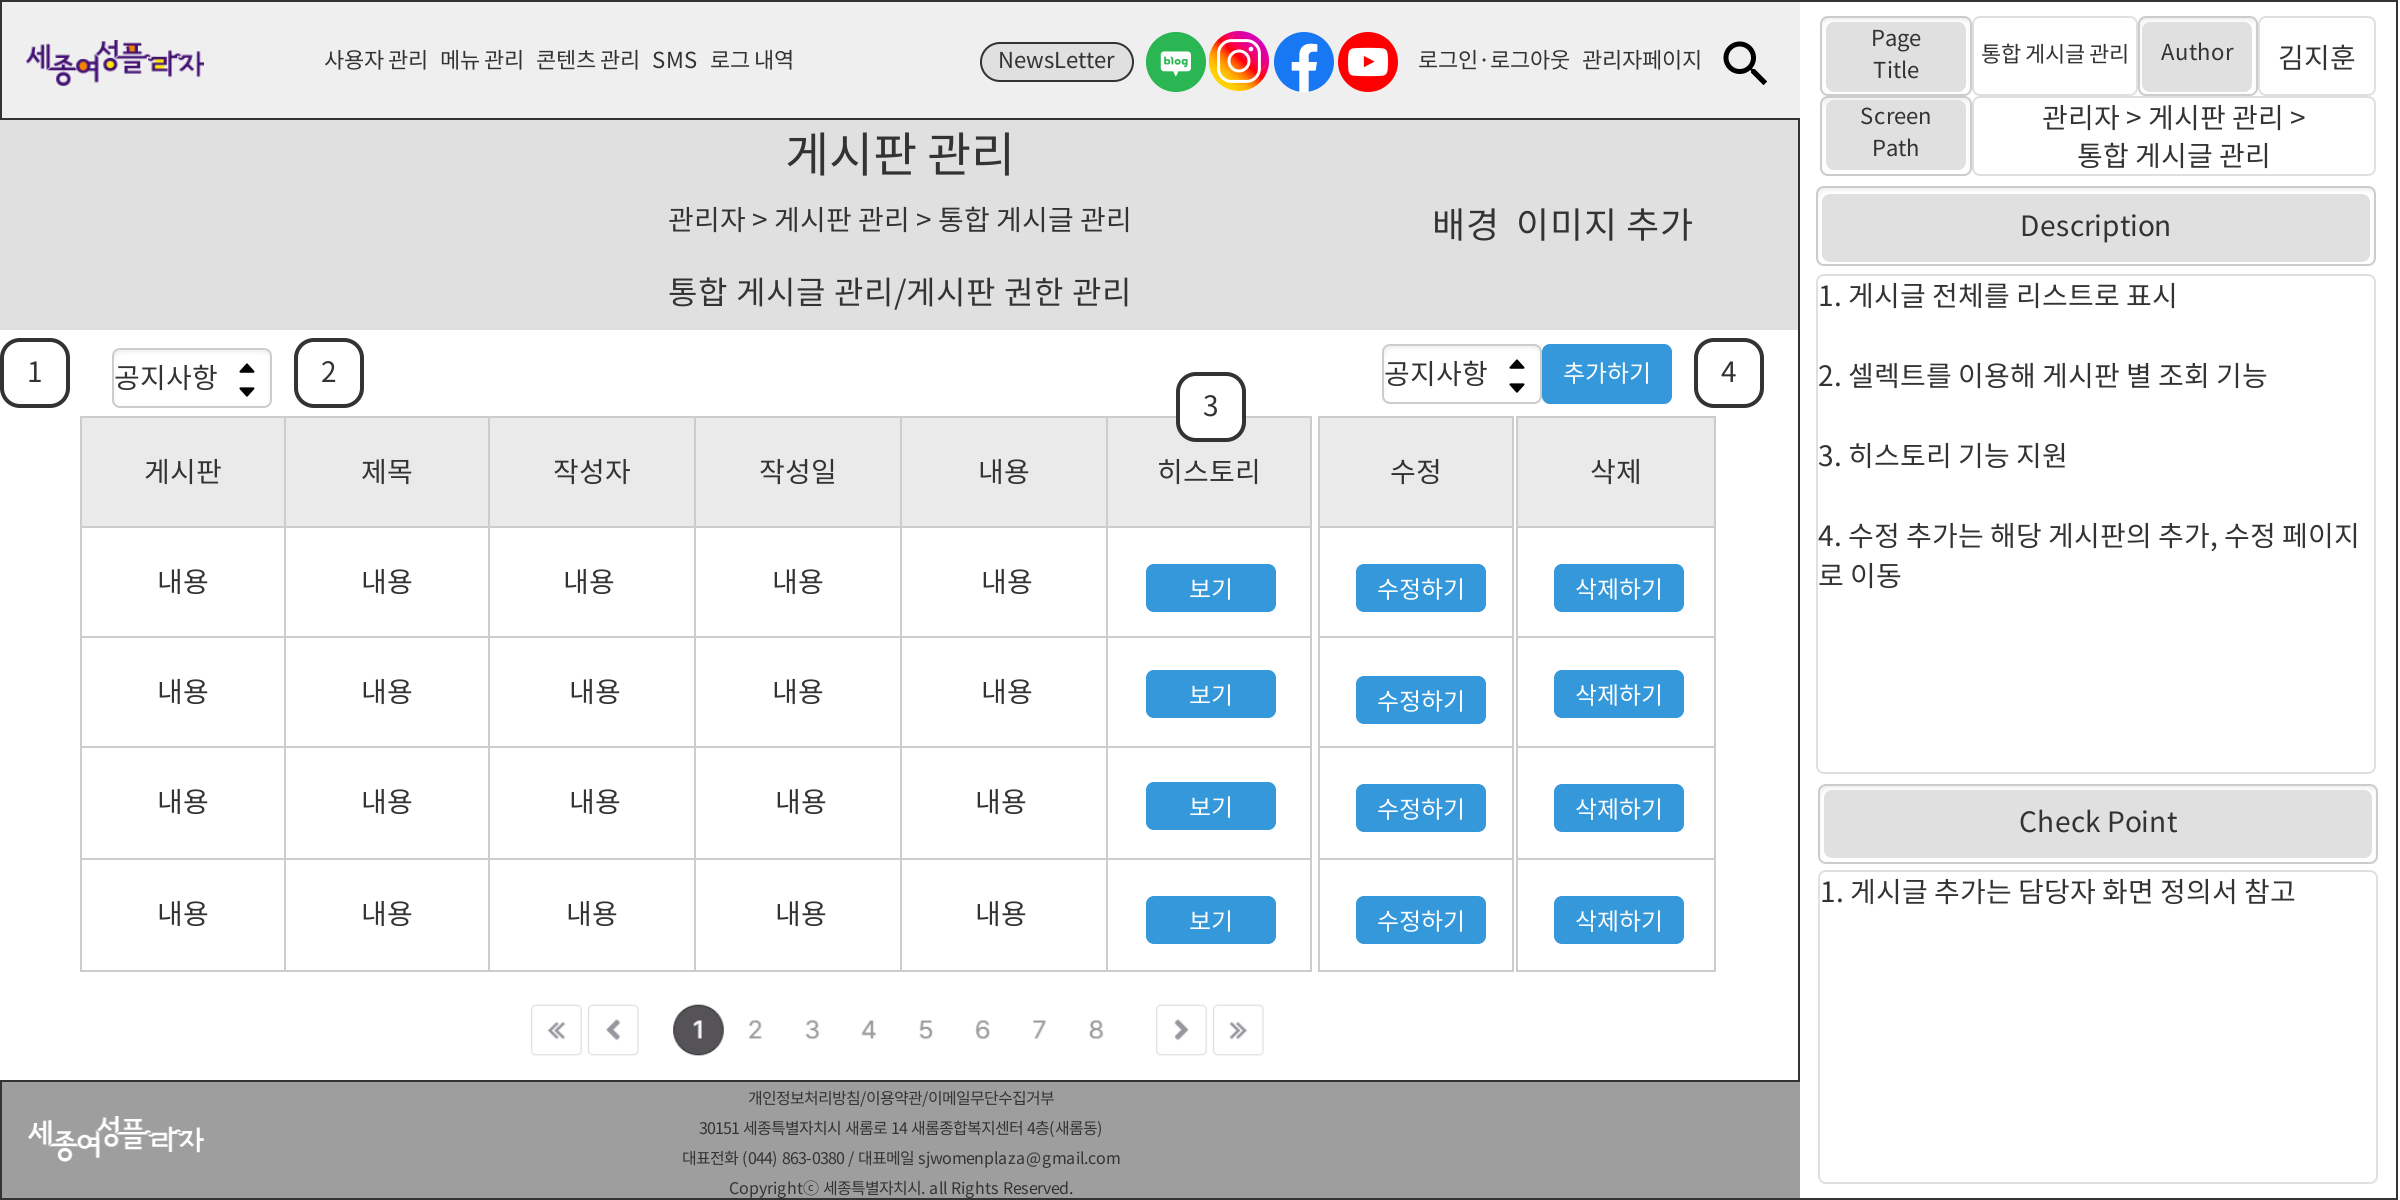 세종여성플라자
사용자 관리 메뉴 관리 콘텐츠 관리 SMS 로그 내역
NewsLetter
blog
로그인·로그아웃 관리자페이지
게시판 관리
관리자 > 게시판 관리 > 통합 게시글 관리
배경 이미지 추가
통합 게시글 관리/게시판 권한 관리
1
공지사항
2
3
공지사항
추가하기
4
게시판 제목 작성자 작성일 내용 히스토리 수정 삭제
내용 내용 내용 내용 내용 보기 수정하기 삭제하기
내용 내용 내용 내용 내용 보기 수정하기 삭제하기
내용 내용 내용 내용 내용 보기 수정하기 삭제하기
내용 내용 내용 내용 내용 보기 수정하기 삭제하기
« ‹ 1 2 3 4 5 6 7 8 › »
세종여성플라자
개인정보처리방침/이용약관/이메일무단수집거부
30151 세종특별자치시 새롬로 14 새롬종합복지센터 4층(새롬동)
대표전화 (044) 863-0380 / 대표메일 sjwomenplaza@gmail.com
Copyrightⓒ 세종특별자치시. all Rights Reserved.
Page
Title
통합 게시글 관리
Author
김지훈
Screen
Path
관리자 > 게시판 관리 >
통합 게시글 관리
Description
1. 게시글 전체를 리스트로 표시
2. 셀렉트를 이용해 게시판 별 조회 기능
3. 히스토리 기능 지원
4. 수정 추가는 해당 게시판의 추가, 수정 페이지
로 이동
Check Point
1. 게시글 추가는 담당자 화면 정의서 참고